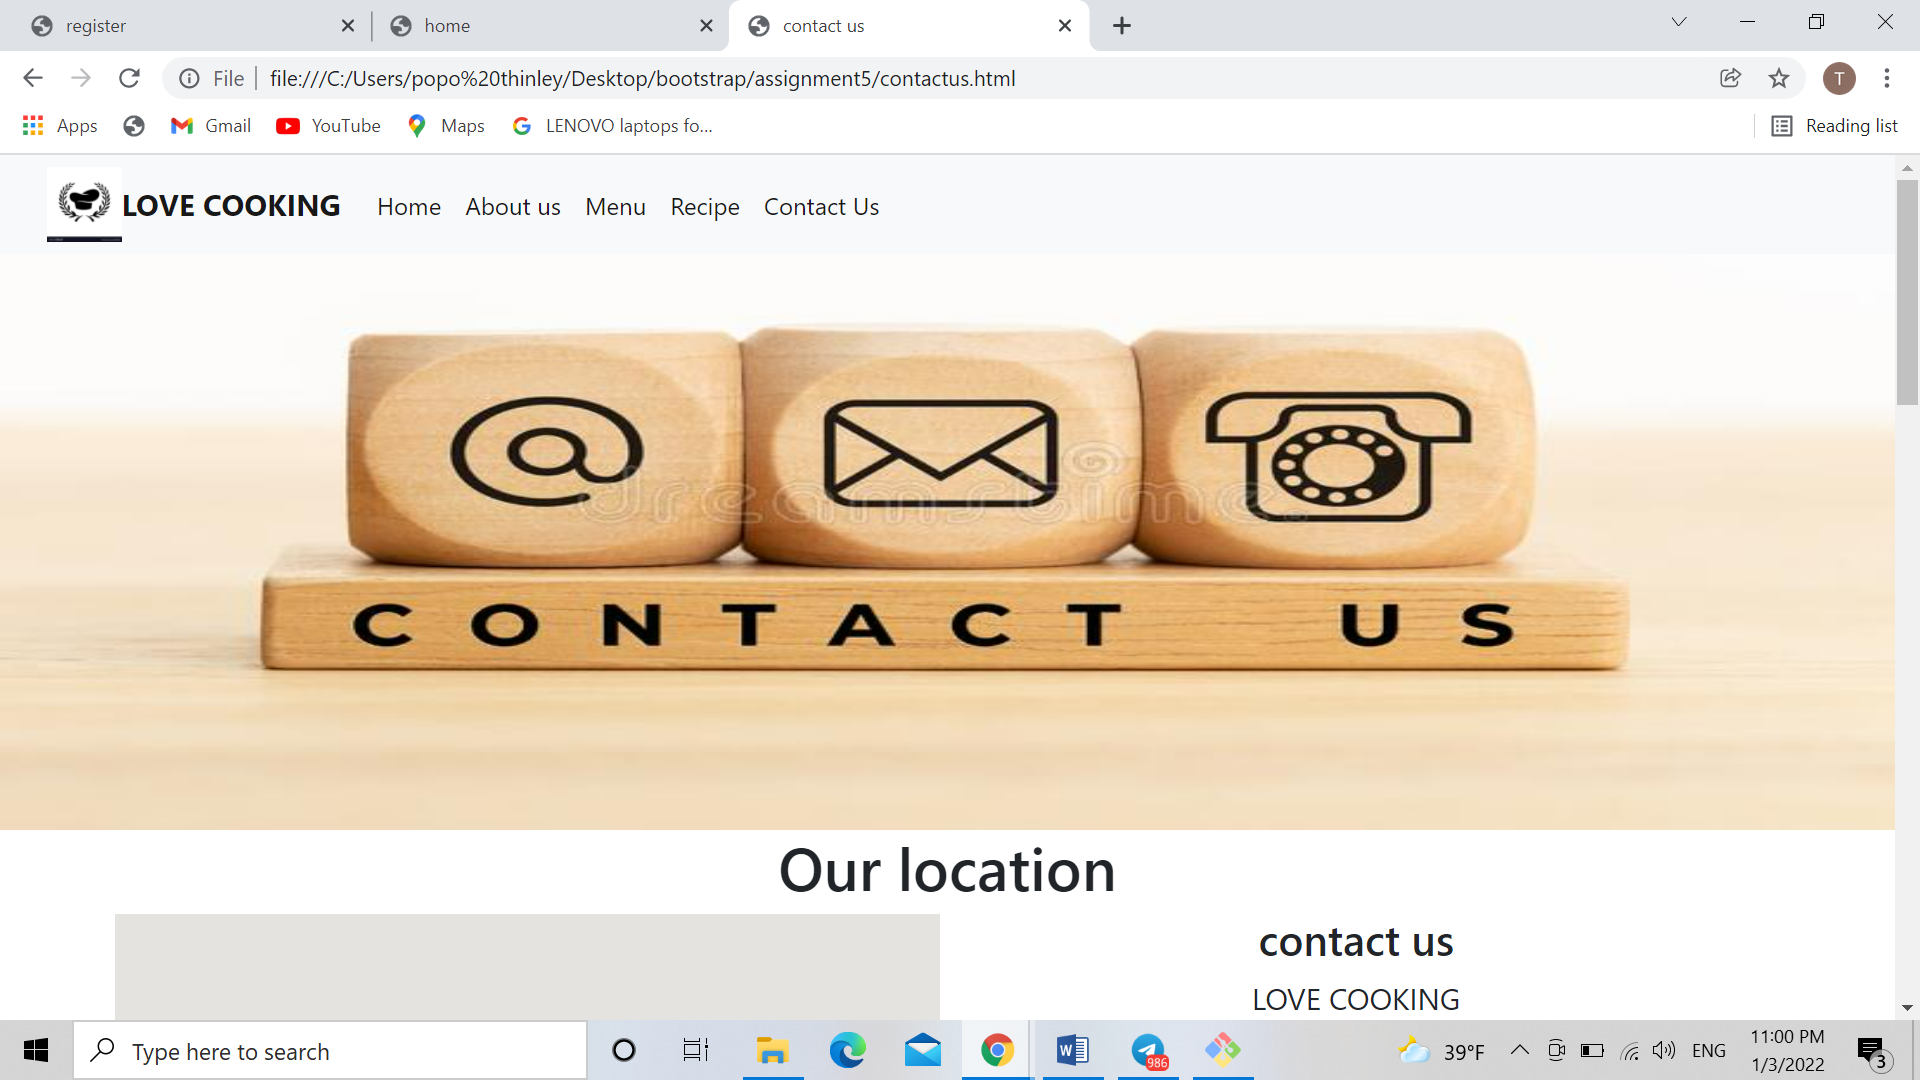 register
home
contact us
File
file:///C:/Users/popo%20thinley/Desktop/bootstrap/assignment5/contactus.html
T
Apps
Gmail
YouTube
Maps
LENOVO laptops fo...
Reading list
LOVE COOKING
Home
About us
Menu
Recipe
Contact Us
@
dreamstime.
CONTACT US
Our location
contact us
LOVE COOKING
Type here to search
986
39°F
ENG
11:00 PM
1/3/2022
3